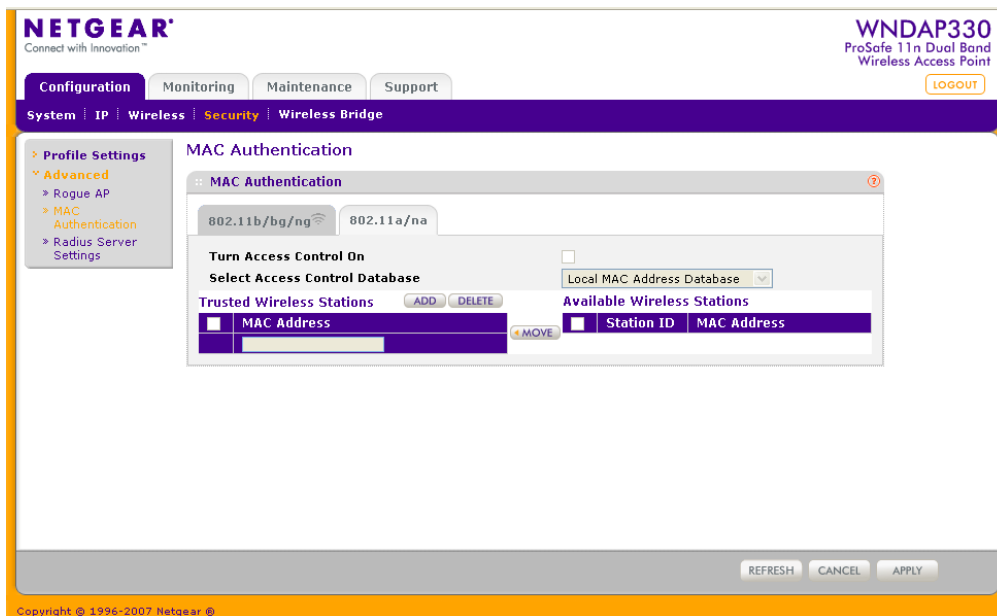 NETGEAR®
Connect with Innovation™
WNDAP330
ProSafe 11n Dual Band
Wireless Access Point
Configuration Monitoring Maintenance Support
LOGOUT
System IP Wireless Security Wireless Bridge
Profile Settings
Advanced
» Rogue AP
» MAC
Authentication
» Radius Server
Settings
MAC Authentication
MAC Authentication ?
802.11b/bg/ng 802.11a/na
Turn Access Control On
Select Access Control Database Local MAC Address Database
Trusted Wireless Stations ADD DELETE
MAC Address
MOVE
Available Wireless Stations
Station ID MAC Address
REFRESH CANCEL APPLY
Copyright © 1996-2007 Netgear ®